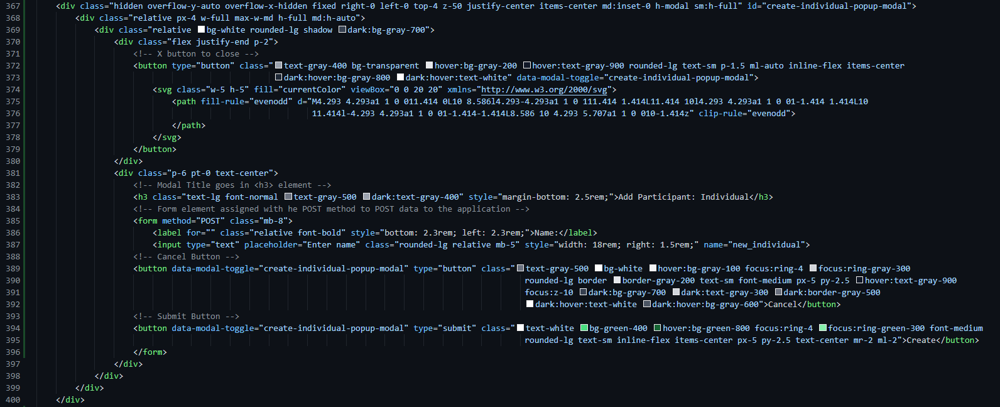 367 <div class="hidden overflow-y-auto overflow-x-hidden fixed right-0 left-0 top-4 z-50 justify-center items-center md:inset-0 h-modal sm:h-full" id="create-individual-popup-modal">
368 <div class="relative px-4 w-full max-w-md h-full md:h-auto">
369 <div class="relative bg-white rounded-lg shadow dark:bg-gray-700">
370 <div class="flex justify-end p-2">
371 <!-- X button to close -->
372 <button type="button" class="text-gray-400 bg-transparent hover:bg-gray-200 hover:text-gray-900 rounded-lg text-sm p-1.5 ml-auto inline-flex items-center
373 dark:hover:bg-gray-800 dark:hover:text-white" data-modal-toggle="create-individual-popup-modal">
374 <svg class="w-5 h-5" fill="currentColor" viewBox="0 0 20 20" xmlns="http://www.w3.org/2000/svg">
375 <path fill-rule="evenodd" d="M4.293 4.293a1 1 0 011.414 0L10 8.586l4.293-4.293a1 1 0 111.414 1.414L11.414 10l4.293 4.293a1 1 0 01-1.414 1.414L10
376 11.414l-4.293 4.293a1 1 0 01-1.414-1.414L8.586 10 4.293 5.707a1 1 0 010-1.414z" clip-rule="evenodd">
377 </path>
378 </svg>
379 </button>
380 </div>
381 <div class="p-6 pt-0 text-center">
382 <!-- Modal Title goes in <h3> element -->
383 <h3 class="text-lg font-normal text-gray-500 dark:text-gray-400" style="margin-bottom: 2.5rem;">Add Participant: Individual</h3>
384 <!-- Form element assigned with he POST method to POST data to the application -->
385 <form method="POST" class="mb-8">
386 <label for="" class="relative font-bold" style="bottom: 2.3rem; left: 2.3rem;">Name:</label>
387 <input type="text" placeholder="Enter name" class="rounded-lg relative mb-5" style="width: 18rem; right: 1.5rem;" name="new_individual">
388 <!-- Cancel Button -->
389 <button data-modal-toggle="create-individual-popup-modal" type="button" class="text-gray-500 bg-white hover:bg-gray-100 focus:ring-4 focus:ring-gray-300
390 rounded-lg border border-gray-200 text-sm font-medium px-5 py-2.5 hover:text-gray-900
391 focus:z-10 dark:bg-gray-700 dark:text-gray-300 dark:border-gray-500
392 dark:hover:text-white dark:hover:bg-gray-600">Cancel</button>
393 <!-- Submit Button -->
394 <button data-modal-toggle="create-individual-popup-modal" type="submit" class="text-white bg-green-400 hover:bg-green-800 focus:ring-4 focus:ring-green-300 font-medium
395 rounded-lg text-sm inline-flex items-center px-5 py-2.5 text-center mr-2 ml-2">Create</button>
396 </form>
397 </div>
398 </div>
399 </div>
400 </div>